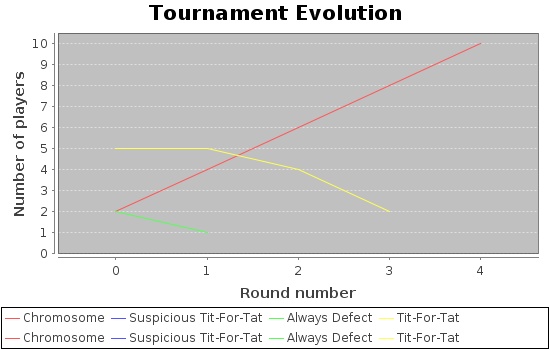 Tournament Evolution
Number of players
10
9
8
7
6
5
4
3
2
1
0
0 1 2 3 4
Round number
Chromosome Suspicious Tit-For-Tat Always Defect Tit-For-Tat
Chromosome Suspicious Tit-For-Tat Always Defect Tit-For-Tat